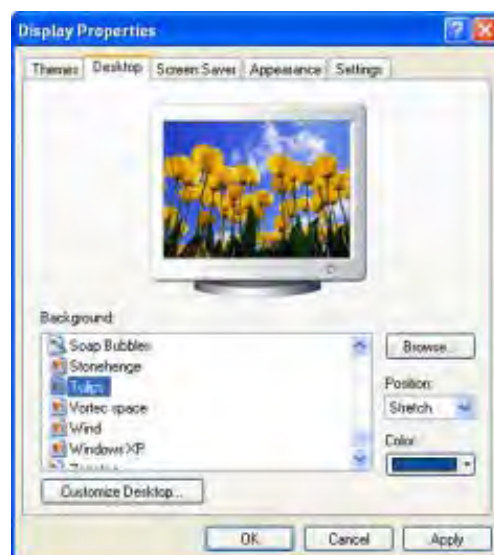 Display Properties
Themes Desktop Screen Saver Appearance Settings
Background:
Soap Bubbles
Stonehenge
Tulips
Vortec space
Wind
Windows XP
Browse...
Position:
Stretch
Color:
Customize Desktop...
OK Cancel Apply